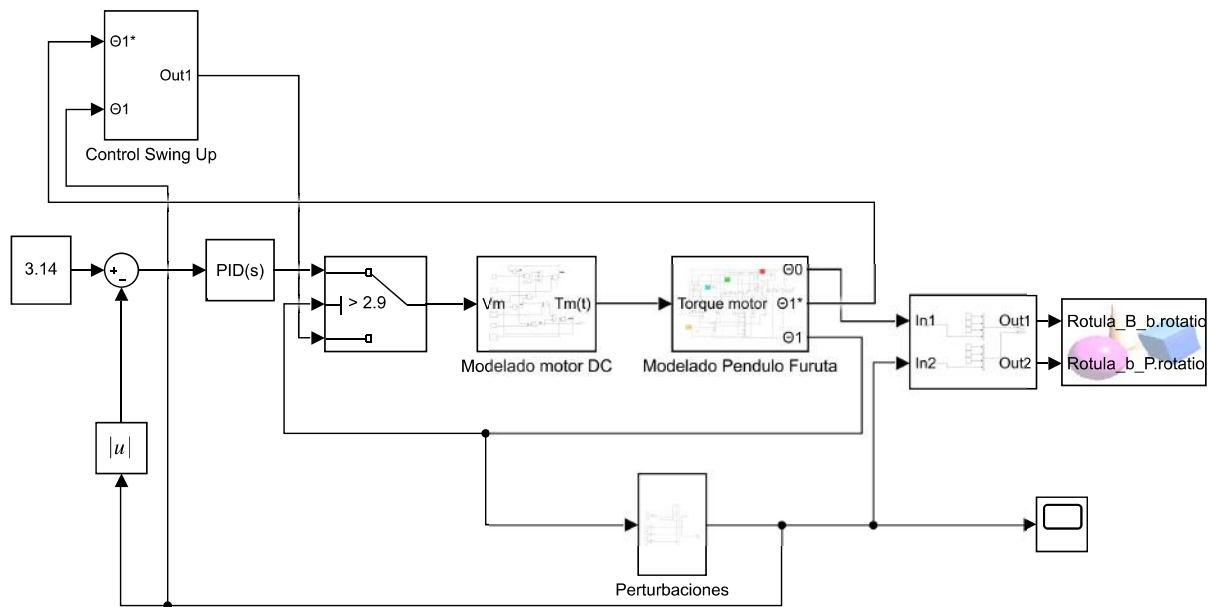 Θ1*
Out1
Θ1
Control Swing Up
3.14
+
−
PID(s)
> 2.9
Vm
Tm(t)
Modelado motor DC
Torque motor
Θ0
Θ1*
Θ1
Modelado Pendulo Furuta
In1
In2
Out1
Out2
Rotula_B_b.rotatio
Rotula_b_P.rotatio
|u|
Perturbaciones